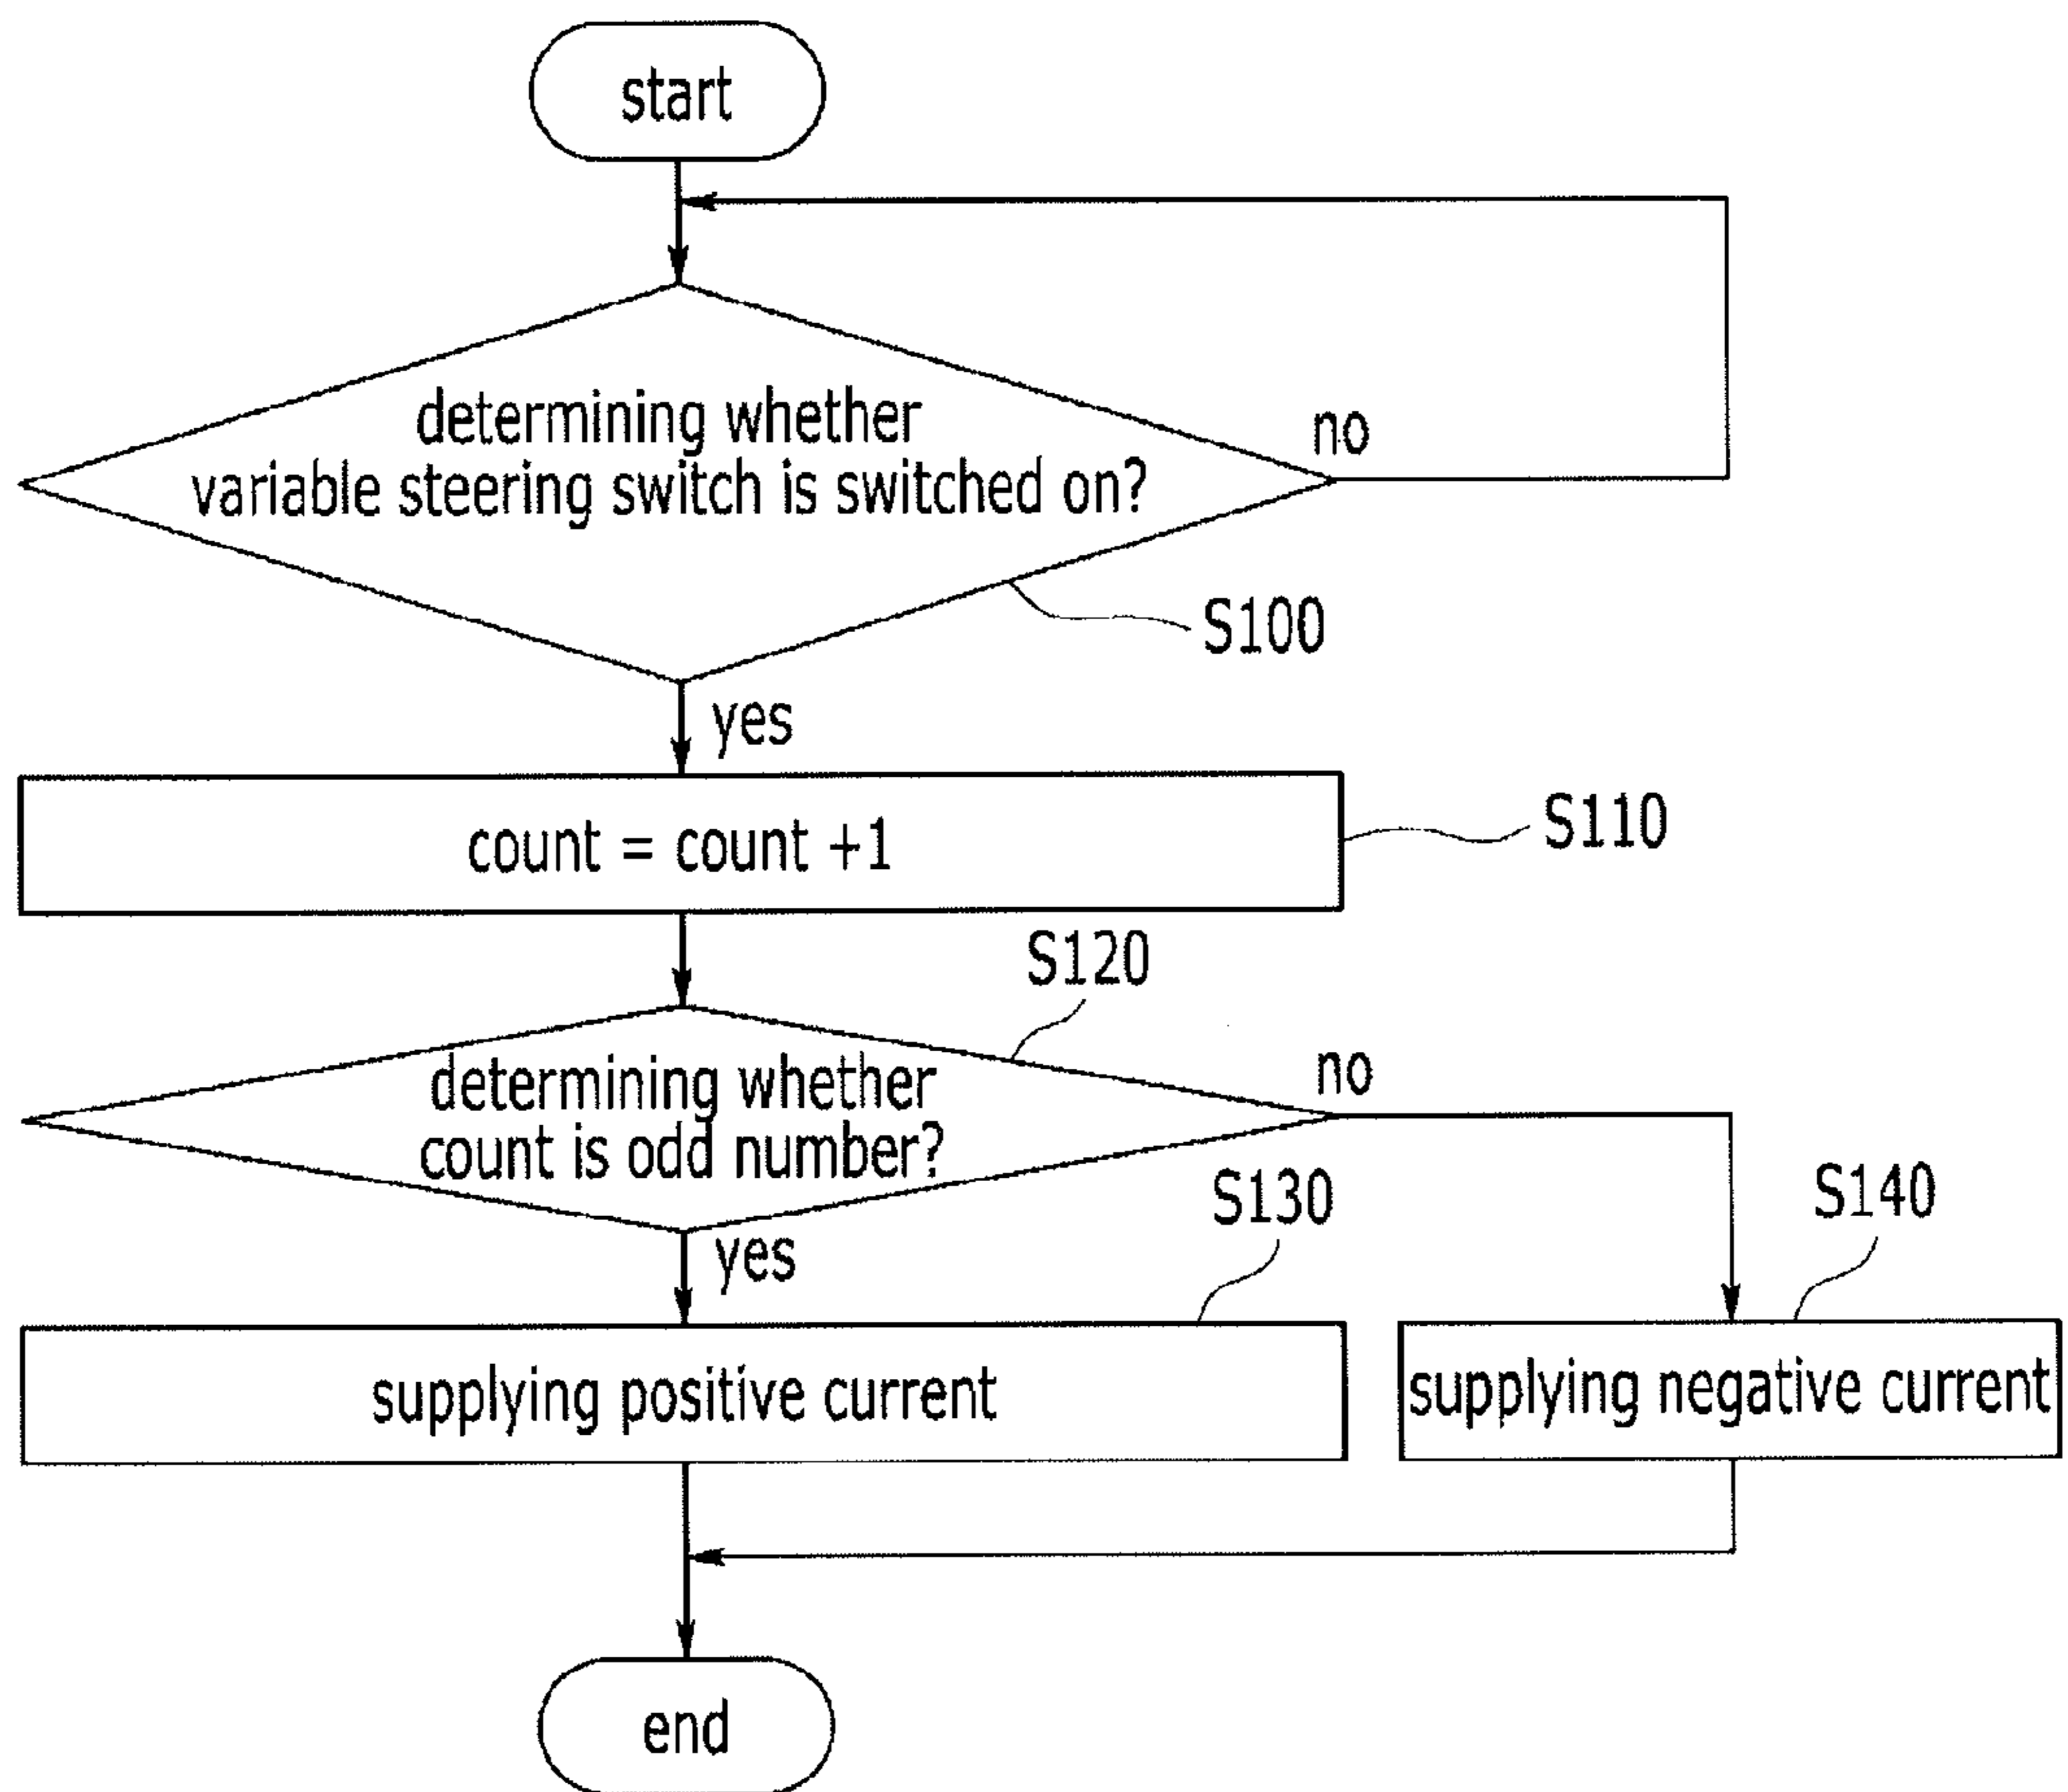 start
determining whether
variable steering switch is switched on?
no
S100
yes
count = count +1
S110
S120
determining whether
count is odd number?
no
yes
S130
S140
supplying positive current
supplying negative current
end